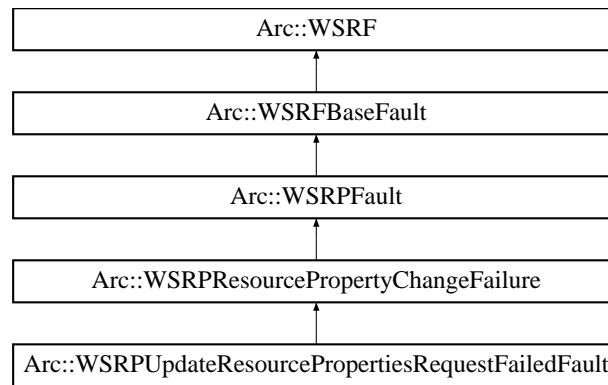 Arc::WSRF
Arc::WSRFBaseFault
Arc::WSRPFault
Arc::WSRPResourcePropertyChangeFailure
Arc::WSRPUpdateResourcePropertiesRequestFailedFault